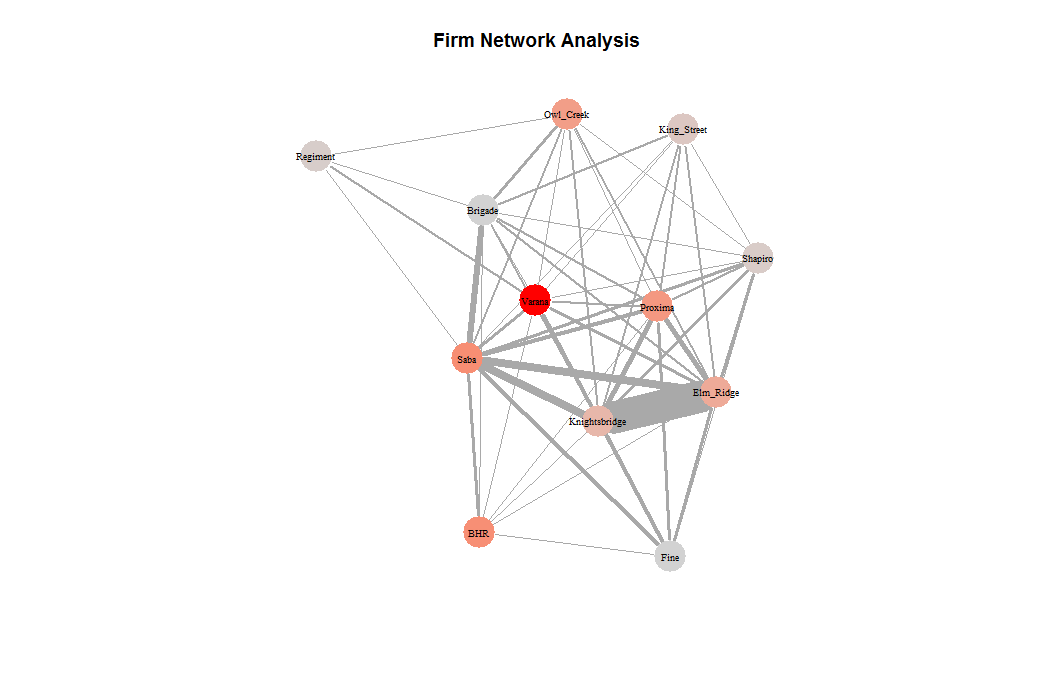 Firm Network Analysis
Owl_Creek
King_Street
Regiment
Brigade
Shapiro
Varana
Proxima
Saba
Elm_Ridge
Knightsbridge
BHR
Fine